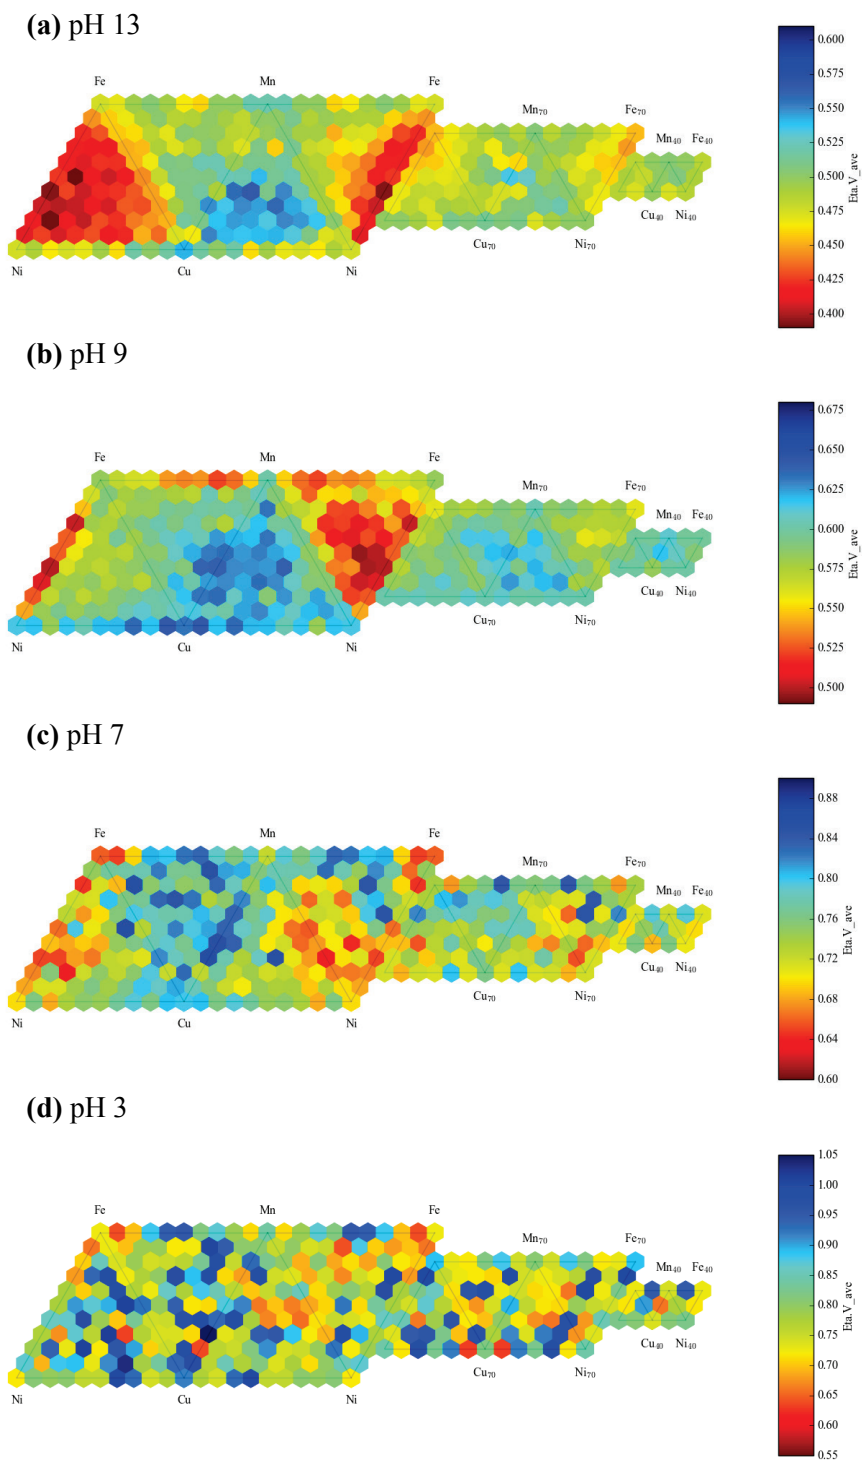 (a) pH 13
Fe Mn Fe
Mn70 Fe70
Mn40 Fe40
Cu40 Ni40
Cu70 Ni70
Ni Cu Ni
0.600
0.575
0.550
0.525
0.500
0.475
0.450
0.425
0.400
Eta.V_ave
(b) pH 9
Fe Mn Fe
Mn70 Fe70
Mn40 Fe40
Cu40 Ni40
Cu70 Ni70
Ni Cu Ni
0.675
0.650
0.625
0.600
0.575
0.550
0.525
0.500
Eta.V_ave
(c) pH 7
Fe Mn Fe
Mn70 Fe70
Mn40 Fe40
Cu40 Ni40
Cu70 Ni70
Ni Cu Ni
0.88
0.84
0.80
0.76
0.72
0.68
0.64
0.60
Eta.V_ave
(d) pH 3
Fe Mn Fe
Mn70 Fe70
Mn40 Fe40
Cu40 Ni40
Cu70 Ni70
Ni Cu Ni
1.05
1.00
0.95
0.90
0.85
0.80
0.75
0.70
0.65
0.60
0.55
Eta.V_ave